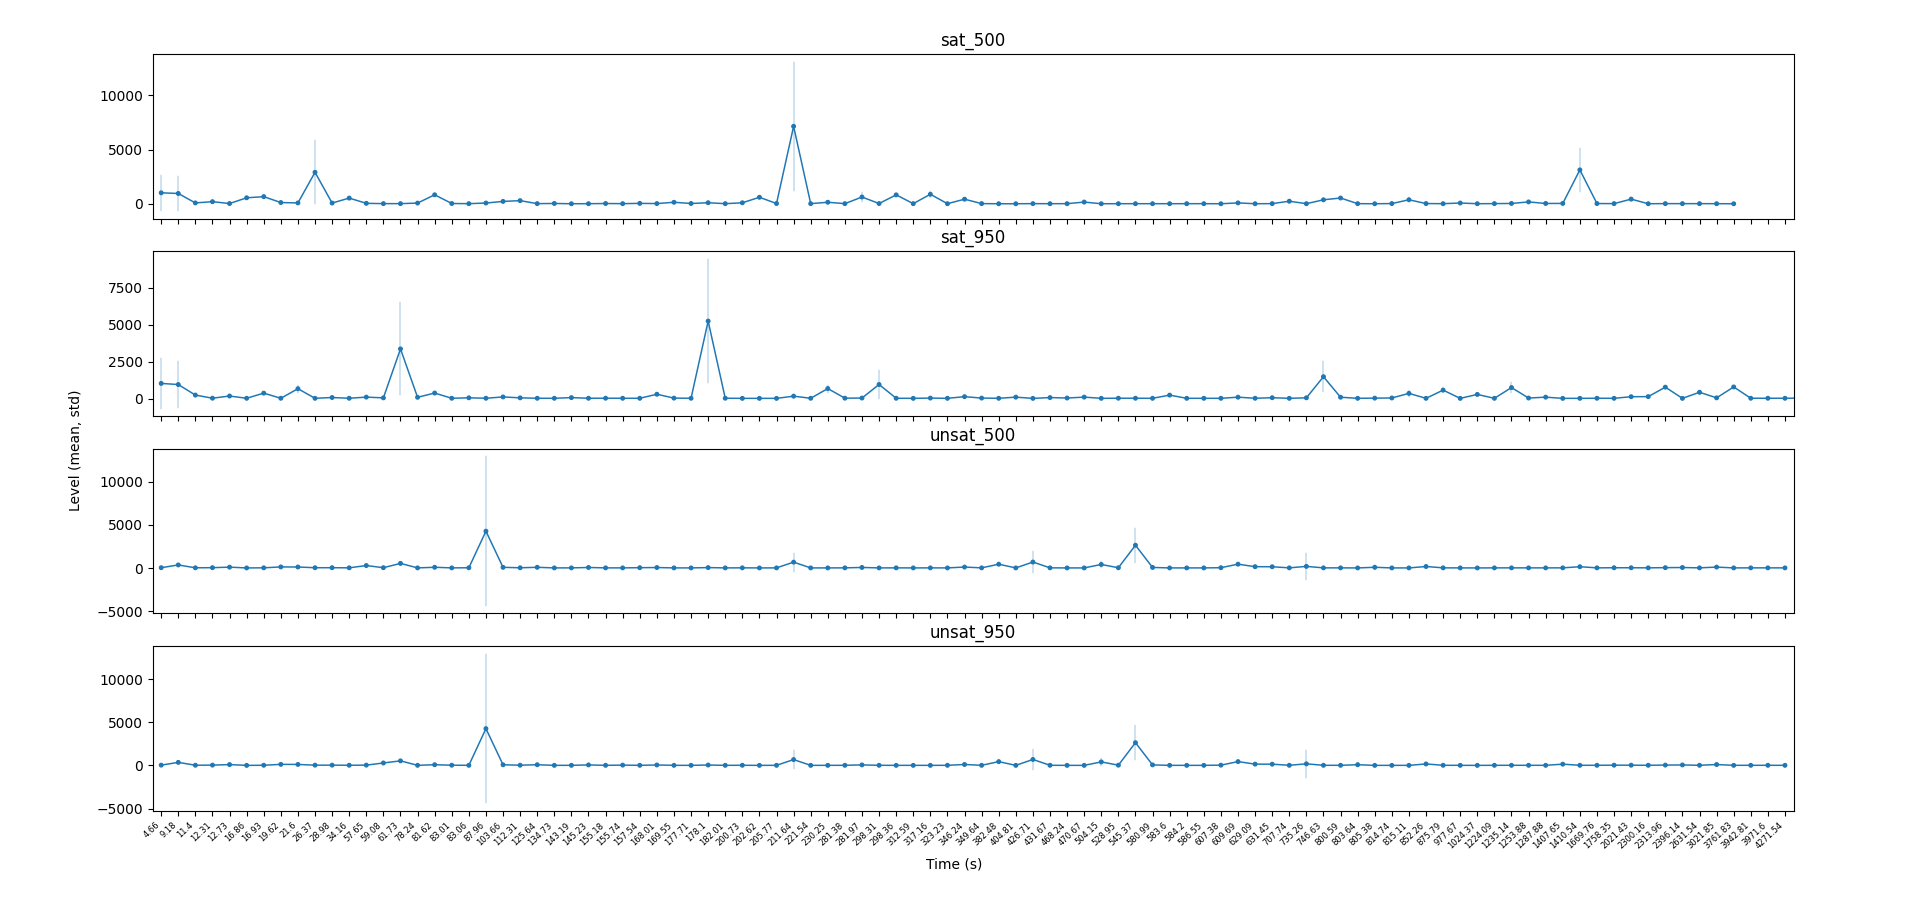 sat_500
10000
5000
0
sat_950
7500
5000
2500
0
Level (mean, std)
unsat_500
10000
5000
0
−5000
unsat_950
10000
5000
0
−5000
4.66 9.18 11.4 12.31 12.73 16.86 16.93 19.62 21.6 26.37 28.98 34.16 57.65 59.08 61.73 78.24 81.62 83.01 83.06 87.96 103.66 112.31 125.64 134.73 143.19 145.23 155.18 155.74 157.54 168.01 169.55 177.71 178.1 182.01 200.73 202.62 205.77 211.64 221.54 230.25 281.38 281.97 298.31 298.36 312.59 317.16 323.23 346.24 349.64 382.48 404.81 426.71 431.67 468.24 470.67 504.15 528.95 545.37 580.99 583.6 584.2 586.55 607.38 609.69 629.09 631.45 707.74 735.26 746.63 800.59 803.64 805.38 814.74 815.11 852.26 875.79 977.67 1024.37 1224.09 1235.14 1253.88 1287.88 1407.65 1410.54 1669.76 1758.35 2021.43 2300.16 2313.96 2396.14 2631.54 3021.85 3761.83 3942.81 3971.6 4271.54
Time (s)